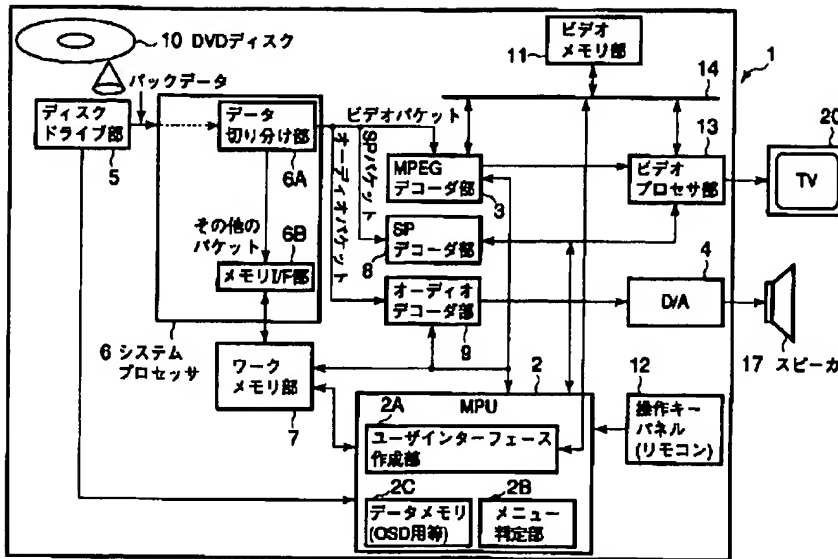 10 DVDディスク
パックデータ
ディスク
ドライブ部
5
データ
切り分け部
6A
その他の
パケット
6B
メモリI/F部
6 システム
プロセッサ
ワーク
メモリ部
7
ビデオパケット
SPパケット
オーディオパケット
MPEG
デコーダ部
3
SP
デコーダ部
8
オーディオ
デコーダ部
9
ビデオ
メモリ部
11
14
1
13
ビデオ
プロセサ部
20
TV
4
D/A
17 スピーカ
12
操作キー
パネル
(リモコン)
2
MPU
2A
ユーザインターフェース
作成部
2C
データメモリ
(OSD用等)
2B
メニュー
判定部